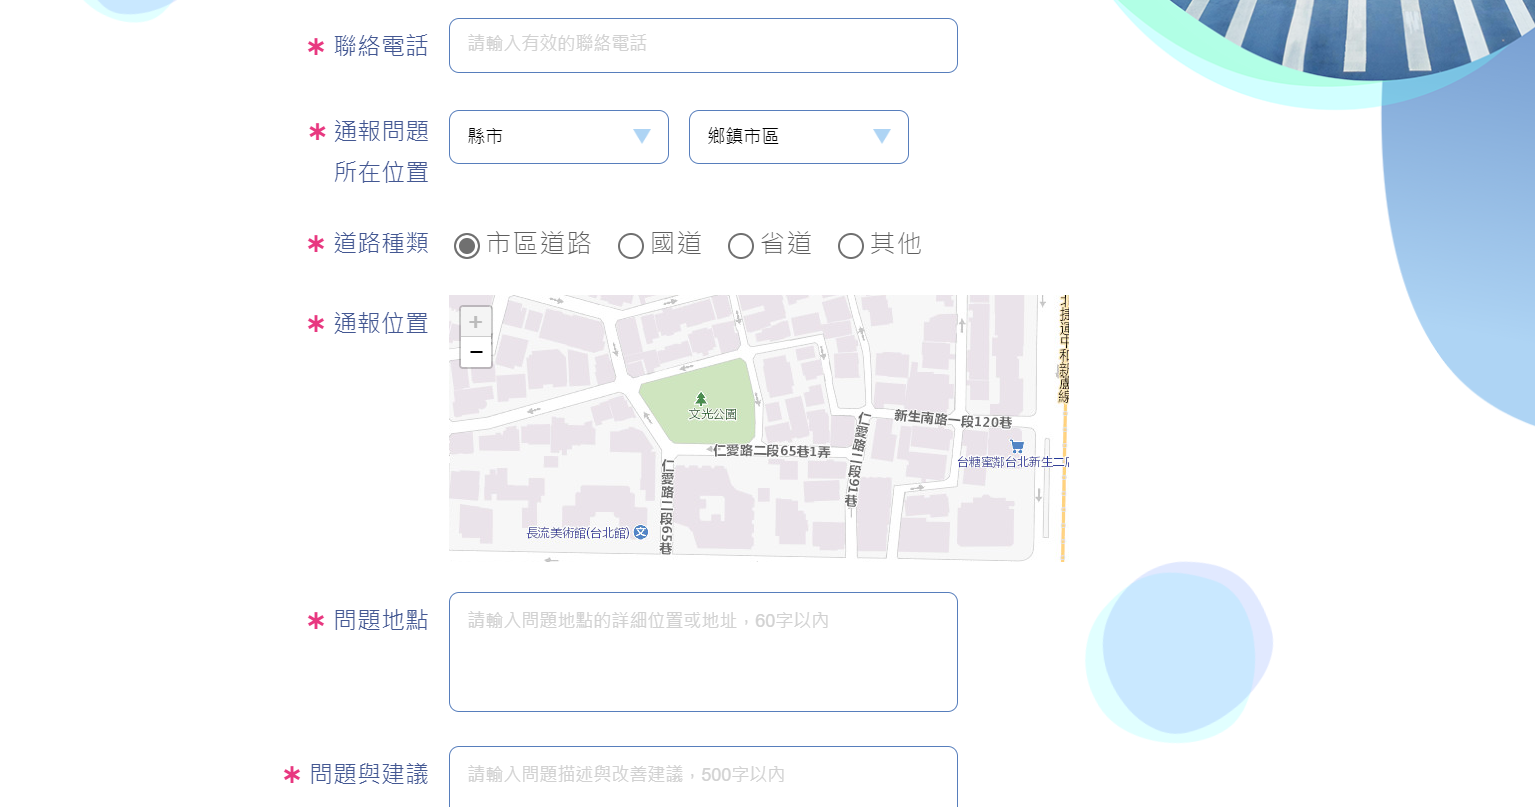 * 聯絡電話
請輸入有效的聯絡電話
* 通報問題
所在位置
縣市
鄉鎮市區
* 道路種類
市區道路
國道
省道
其他
* 通報位置
+
−
北捷運中和新蘆線
文光公園
新生南路一段120巷
仁愛路二段91巷
仁愛路二段65巷1弄
台糖蜜鄰台北新生二店
仁愛路二段65巷
長流美術館(台北館)
* 問題地點
請輸入問題地點的詳細位置或地址，60字以內
* 問題與建議
請輸入問題描述與改善建議，500字以內